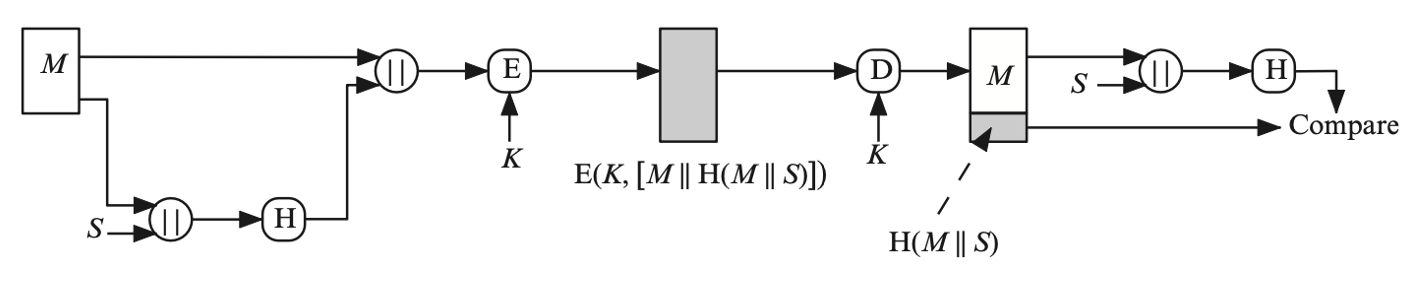 M
||
E
D
M
S
||
H
Compare
K
K
E(K, [M || H(M || S)])
S
||
H
H(M || S)